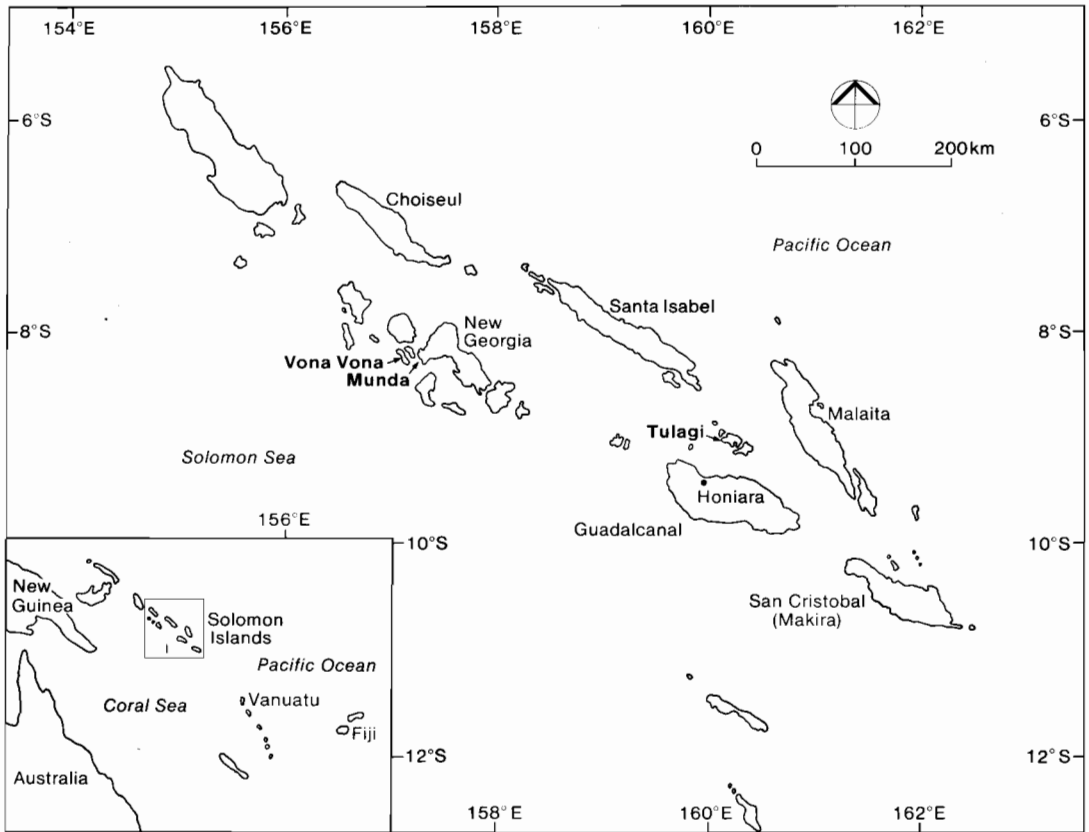 154°E 156°E 158°E 160°E 162°E
6°S 6°S
0 100 200km
Choiseul
Pacific Ocean
Santa Isabel
New
Georgia
8°S 8°S
Vona Vona
Munda
Malaita
Tulagi
Solomon Sea
Honiara
Guadalcanal
156°E
10°S 10°S
New
Guinea
San Cristobal
(Makira)
Solomon
Islands
Pacific Ocean
Coral Sea
Vanuatu
Fiji
12°S 12°S
Australia
158°E 160°E 162°E